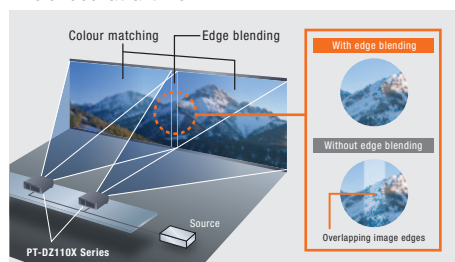 Colour matching
Edge blending
With edge blending
Without edge blending
Source
Overlapping image edges
PT-DZ110X Series